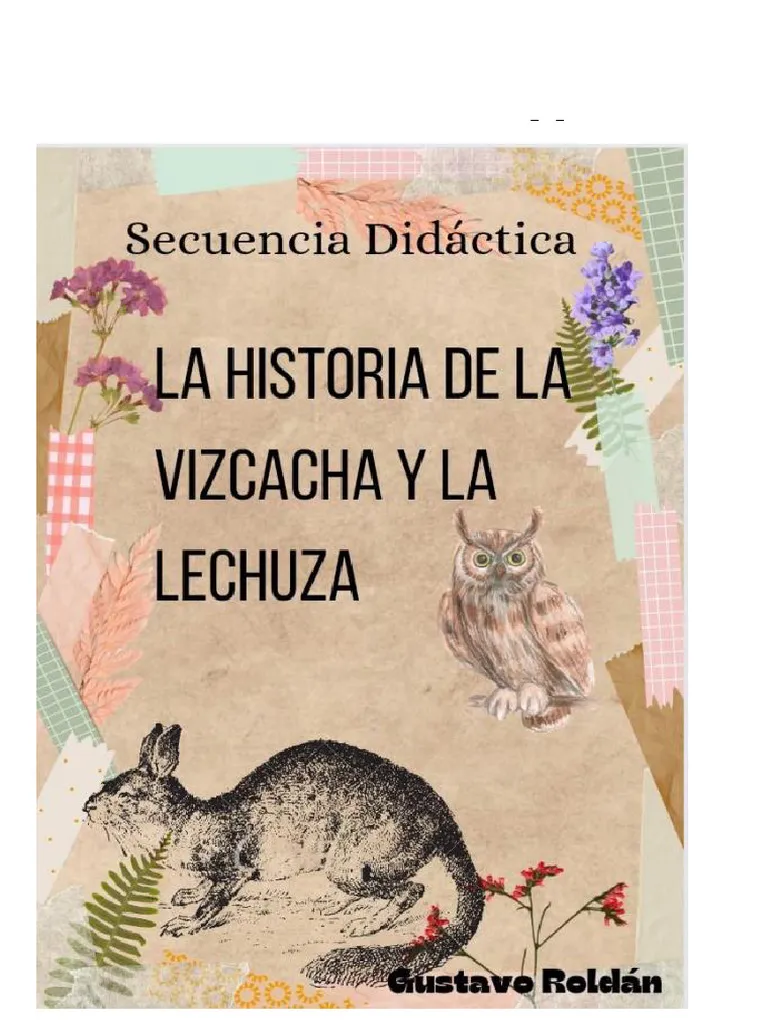 Secuencia Didáctica
LA HISTORIA DE LA
VIZCACHA Y LA
LECHUZA
Gustavo Roldán